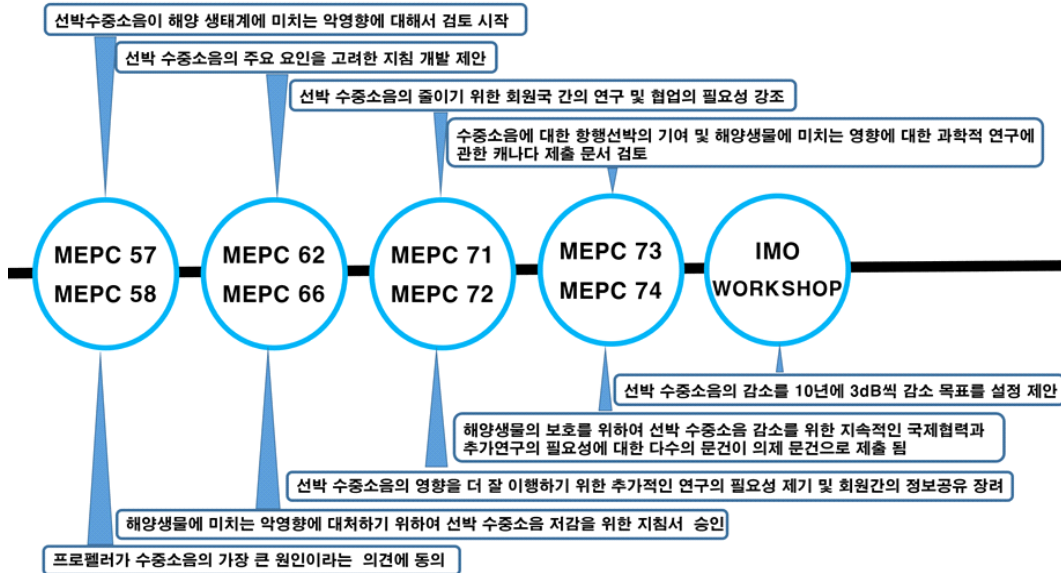 선박수중소음이 해양 생태계에 미치는 악영향에 대해서 검토 시작
선박 수중소음의 주요 요인을 고려한 지침 개발 제안
선박 수중소음의 줄이기 위한 회원국 간의 연구 및 협업의 필요성 강조
수중소음에 대한 항행선박의 기여 및 해양생물에 미치는 영향에 대한 과학적 연구에
관한 캐나다 제출 문서 검토
MEPC 57
MEPC 58
MEPC 62
MEPC 66
MEPC 71
MEPC 72
MEPC 73
MEPC 74
IMO
WORKSHOP
선박 수중소음의 감소를 10년에 3dB씩 감소 목표를 설정 제안
해양생물의 보호를 위하여 선박 수중소음 감소를 위한 지속적인 국제협력과
추가연구의 필요성에 대한 다수의 문건이 의제 문건으로 제출 됨
선박 수중소음의 영향을 더 잘 이행하기 위한 추가적인 연구의 필요성 제기 및 회원간의 정보공유 장려
해양생물에 미치는 악영향에 대처하기 위하여 선박 수중소음 저감을 위한 지침서 승인
프로펠러가 수중소음의 가장 큰 원인이라는 의견에 동의